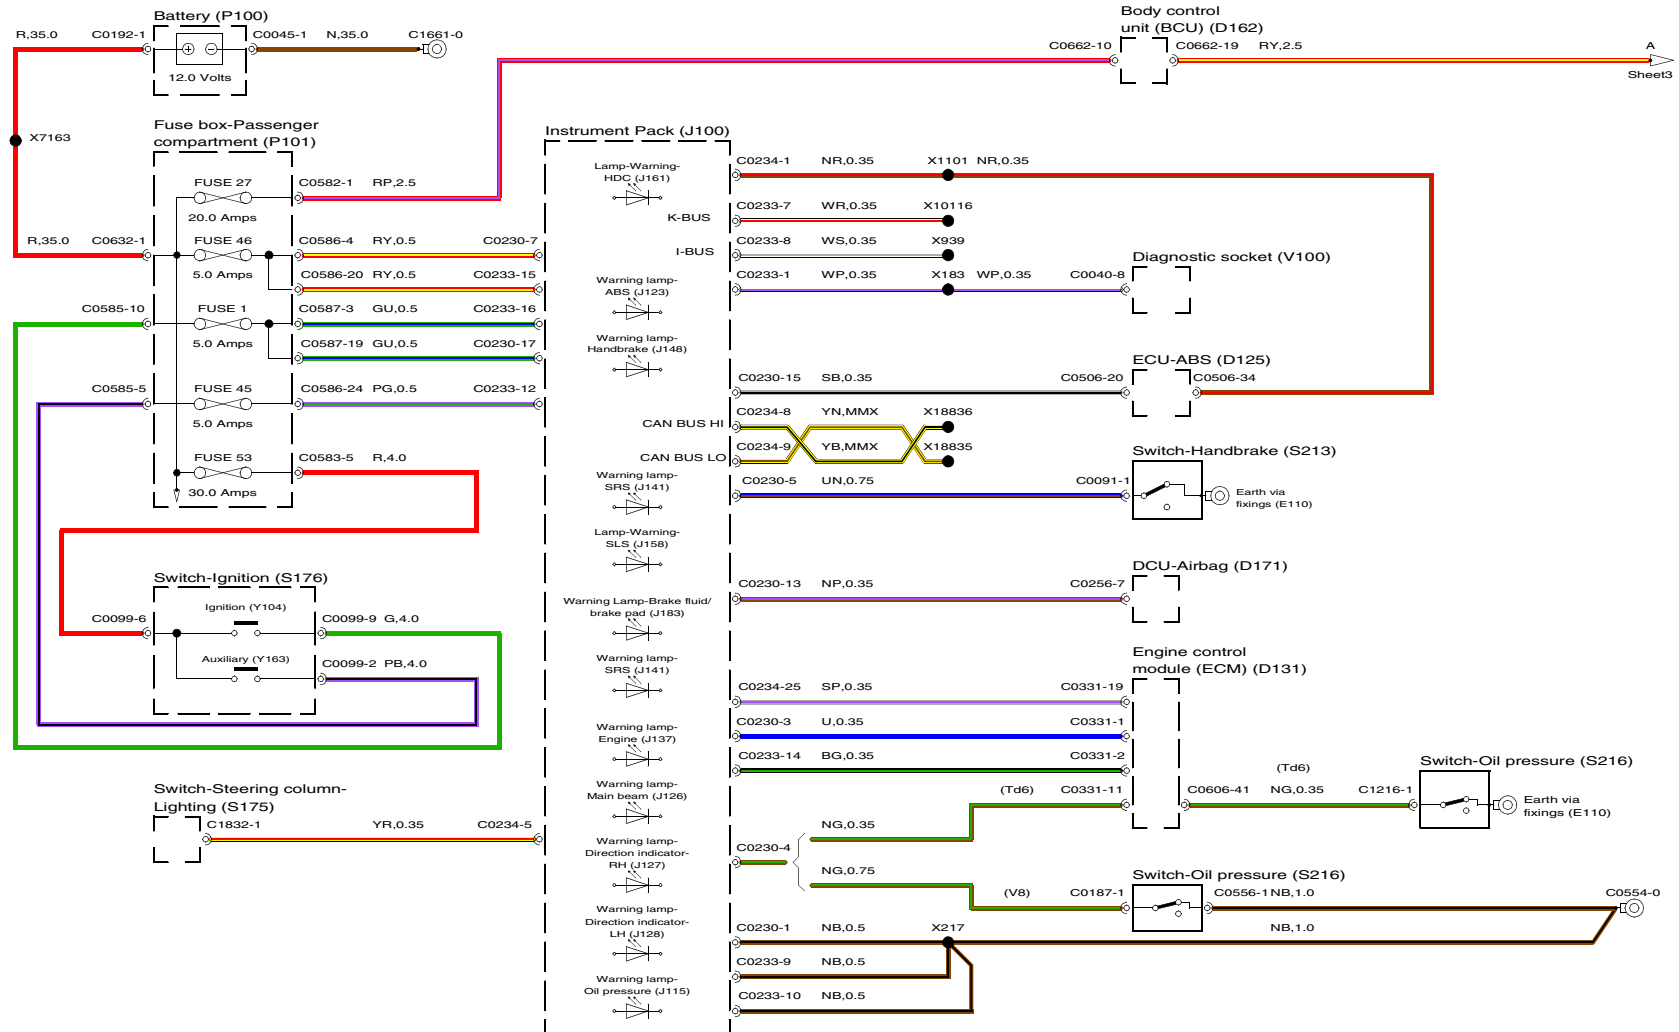 Battery (P100)
R,35.0 C0192-1 C0045-1 N,35.0 C1661-0
12.0 Volts
Body control
unit (BCU) (D162)
C0662-10 C0662-19 RY,2.5 A
Sheet3
X7163
Fuse box-Passenger
compartment (P101)
FUSE 27 C0582-1 RP,2.5
20.0 Amps
R,35.0 C0632-1 FUSE 46 C0586-4 RY,0.5 C0230-7
5.0 Amps C0586-20 RY,0.5 C0233-15
C0585-10 FUSE 1 C0587-3 GU,0.5 C0233-16
5.0 Amps C0587-19 GU,0.5 C0230-17
C0585-5 FUSE 45 C0586-24 PG,0.5 C0233-12
5.0 Amps
FUSE 53 C0583-5 R,4.0
30.0 Amps
Switch-Ignition (S176)
Ignition (Y104)
C0099-6 C0099-9 G,4.0
Auxiliary (Y163) C0099-2 PB,4.0
Switch-Steering column-
Lighting (S175)
C1832-1 YR,0.35 C0234-5
Instrument Pack (J100)
Lamp-Warning-
HDC (J161)
K-BUS
I-BUS
Warning lamp-
ABS (J123)
Warning lamp-
Handbrake (J148)
CAN BUS HI
CAN BUS LO
Warning lamp-
SRS (J141)
Lamp-Warning-
SLS (J158)
Warning Lamp-Brake fluid/
brake pad (J183)
Warning lamp-
SRS (J141)
Warning lamp-
Engine (J137)
Warning lamp-
Main beam (J126)
Warning lamp-
Direction indicator-
RH (J127)
Warning lamp-
Direction indicator-
LH (J128)
Warning lamp-
Oil pressure (J115)
C0234-1 NR,0.35 X1101 NR,0.35
C0233-7 WR,0.35 X10116
C0233-8 WS,0.35 X939
Diagnostic socket (V100)
C0233-1 WP,0.35 X183 WP,0.35 C0040-8
ECU-ABS (D125)
C0230-15 SB,0.35 C0506-20 C0506-34
C0234-8 YN,MMX X18836
C0234-9 YB,MMX X18835
Switch-Handbrake (S213)
C0230-5 UN,0.75 C0091-1
Earth via
fixings (E110)
DCU-Airbag (D171)
C0230-13 NP,0.35 C0256-7
Engine control
module (ECM) (D131)
C0234-25 SP,0.35 C0331-19
C0230-3 U,0.35 C0331-1
C0233-14 BG,0.35 C0331-2
(Td6) C0331-11 C0606-41 (Td6) NG,0.35 C1216-1
Switch-Oil pressure (S216)
Earth via
fixings (E110)
NG,0.35
C0230-4
NG,0.75
Switch-Oil pressure (S216)
(V8) C0187-1 C0556-1 NB,1.0 C0554-0
C0230-1 NB,0.5 X217 NB,1.0
C0233-9 NB,0.5
C0233-10 NB,0.5